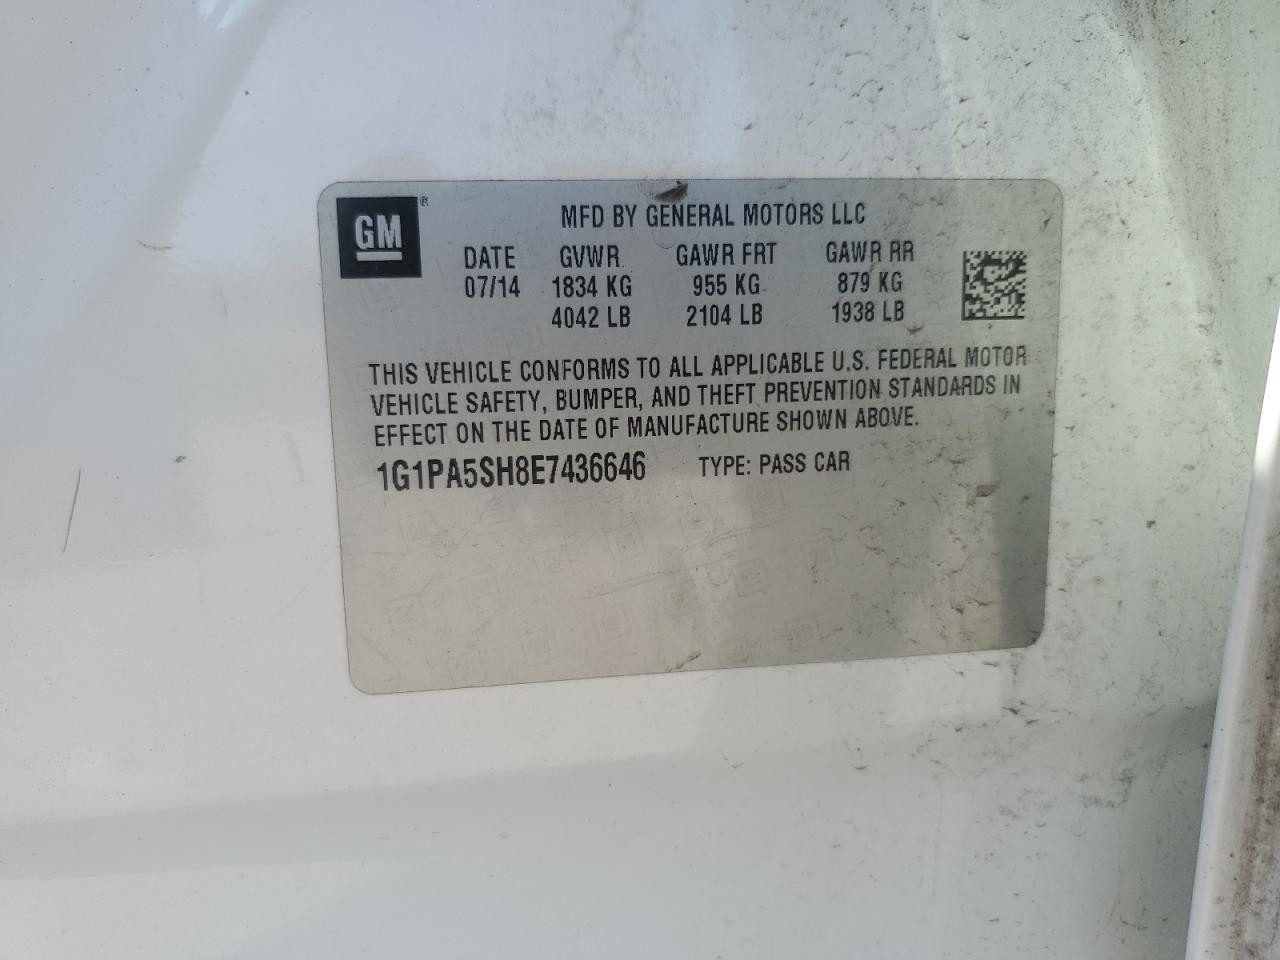 GM®
MFD BY GENERAL MOTORS LLC
DATE GVWR GAWR FRT GAWR RR
07/14 1834 KG 955 KG 879 KG
4042 LB 2104 LB 1938 LB
THIS VEHICLE CONFORMS TO ALL APPLICABLE U.S. FEDERAL MOTOR
VEHICLE SAFETY, BUMPER, AND THEFT PREVENTION STANDARDS IN
EFFECT ON THE DATE OF MANUFACTURE SHOWN ABOVE.
1G1PA5SH8E7436646 TYPE: PASS CAR